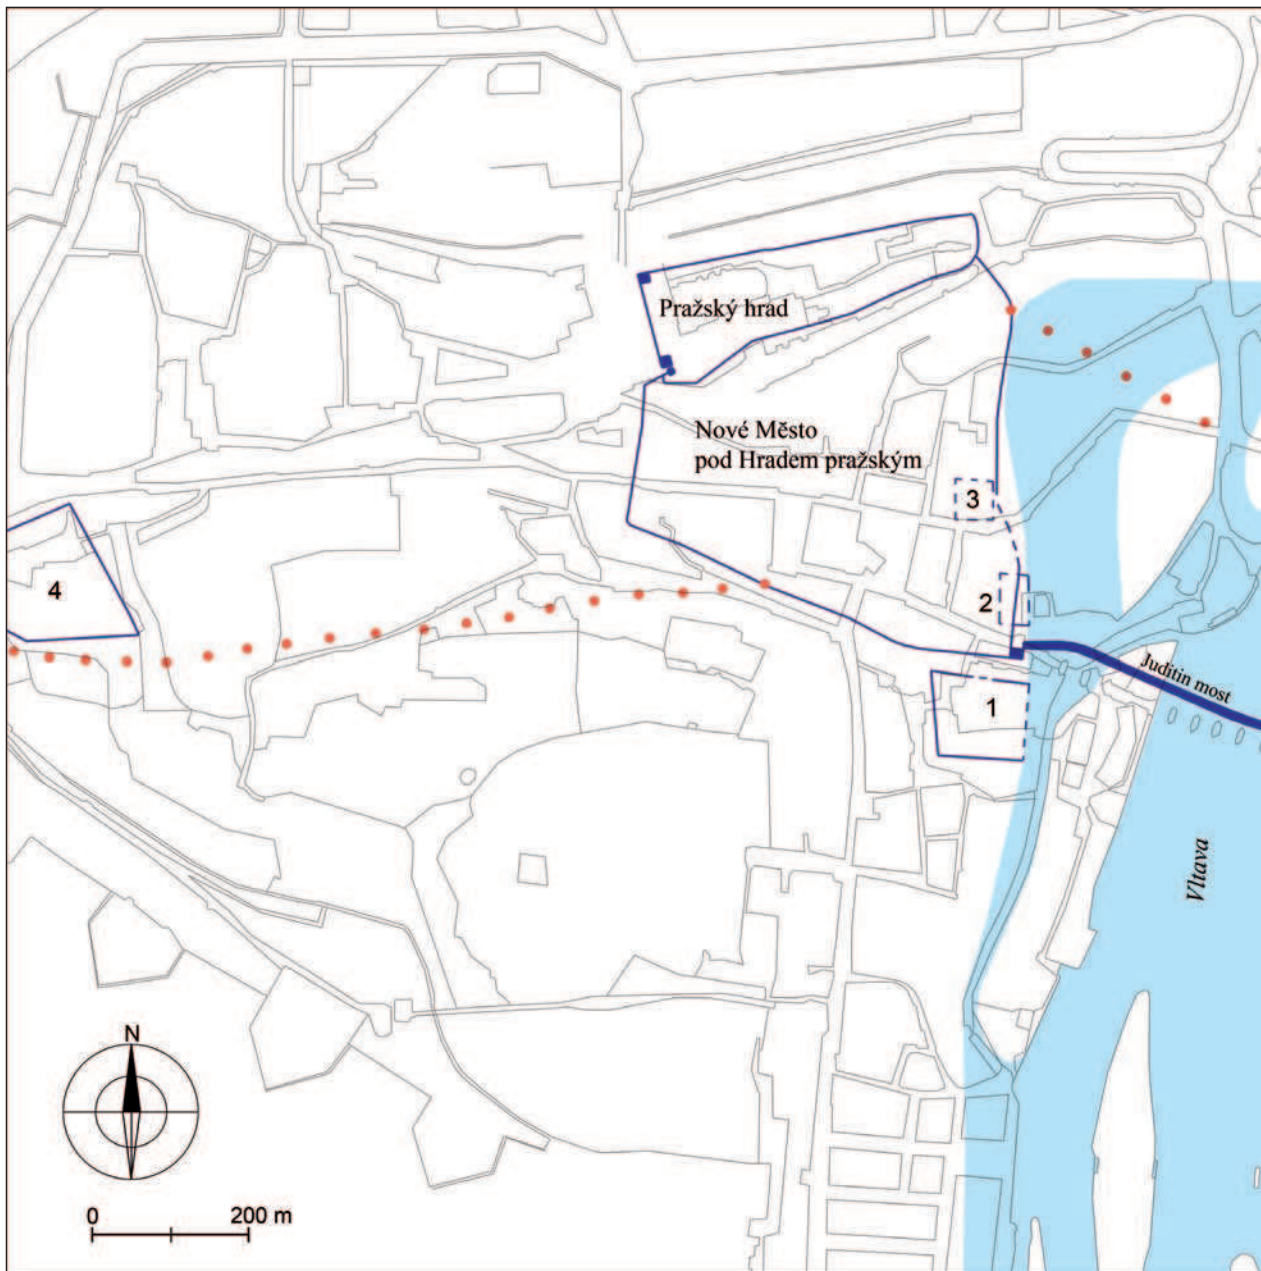 Pražský hrad
Nové Město
pod Hradem pražským
3
4
2
Juditin most
1
Vltava
N
0 200 m